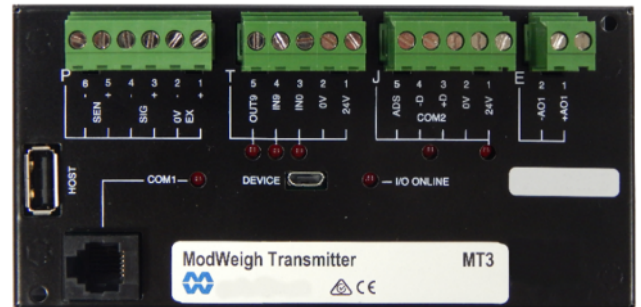 P T J E
6 5 4 3 2 1 5 4 3 2 1 5 4 3 2 1 2 1
- + - + - +
SEN SIG 0V EX OUT9 IN9 IN0 0V 24V ADS -D +D 0V 24V -AO1 +AO1
COM2
HOST
COM1 DEVICE I/O ONLINE
ModWeigh Transmitter MT3
CE